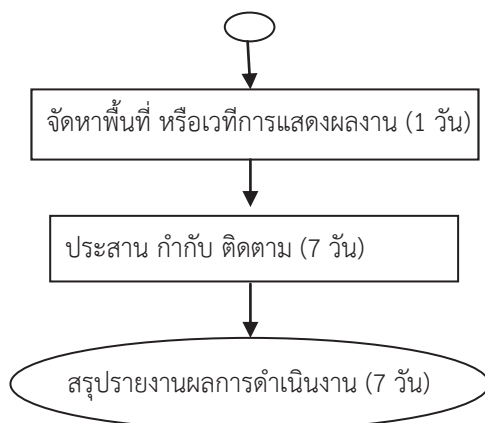 จัดหาพื้นที่ หรือเวทีการแสดงผลงาน (1 วัน)
ประสาน กำกับ ติดตาม (7 วัน)
สรุปรายงานผลการดำเนินงาน (7 วัน)